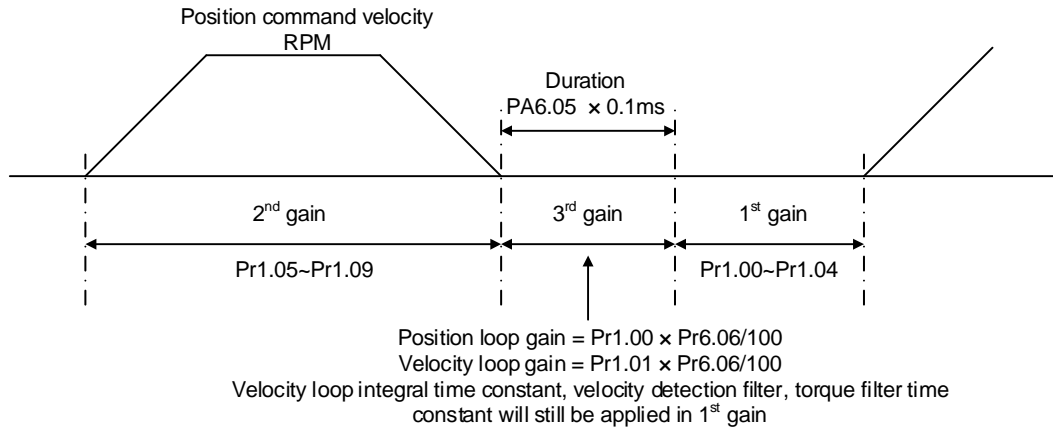 Position command velocity
RPM
Duration
PA6.05 × 0.1ms
2nd gain
3rd gain
1st gain
Pr1.05~Pr1.09
Pr1.00~Pr1.04
Position loop gain = Pr1.00 × Pr6.06/100
Velocity loop gain = Pr1.01 × Pr6.06/100
Velocity loop integral time constant, velocity detection filter, torque filter time
constant will still be applied in 1st gain